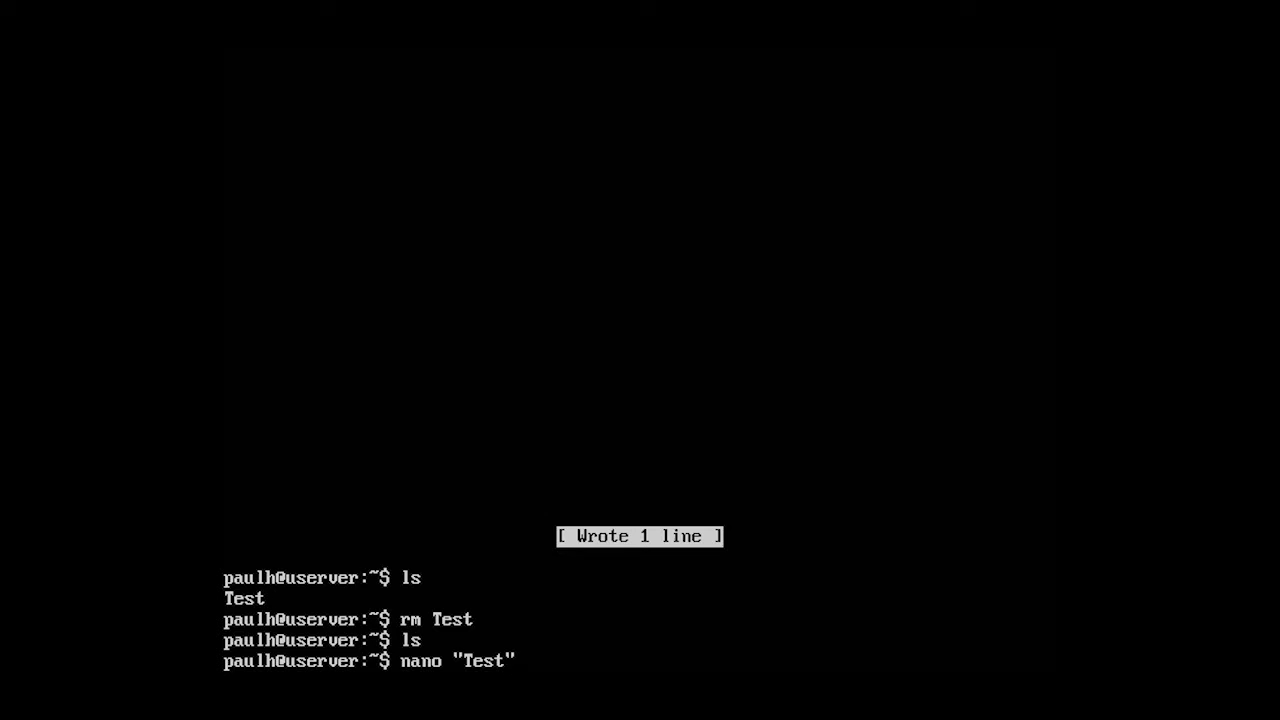 [ Wrote 1 line ]
paulh@userver:~$ ls
Test
paulh@userver:~$ rm Test
paulh@userver:~$ ls
paulh@userver:~$ nano "Test"